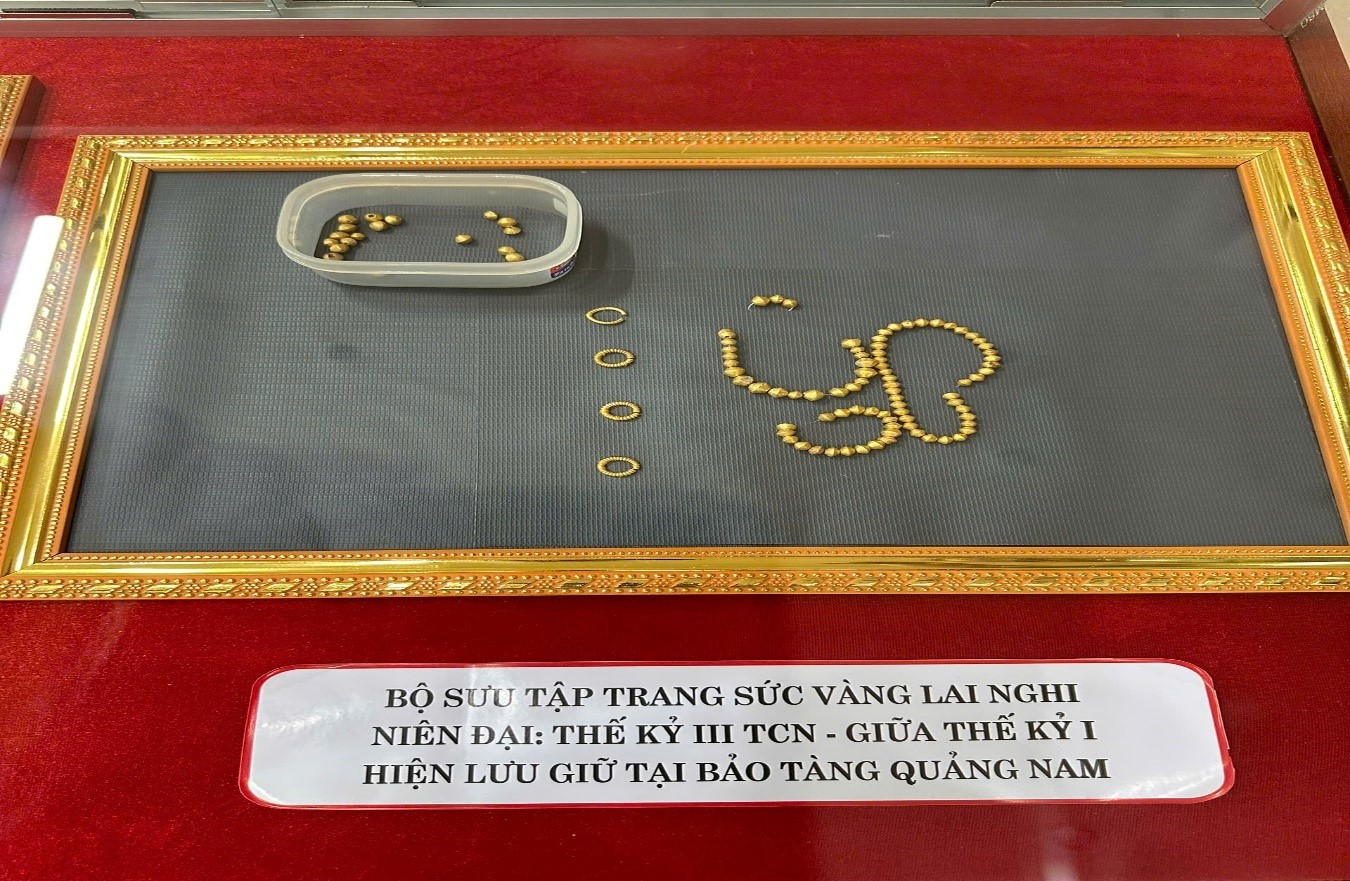 BỘ SƯU TẬP TRANG SỨC VÀNG LAI NGHI
NIÊN ĐẠI: THẾ KỶ III TCN - GIỮA THẾ KỶ I
HIỆN LƯU GIỮ TẠI BẢO TÀNG QUẢNG NAM